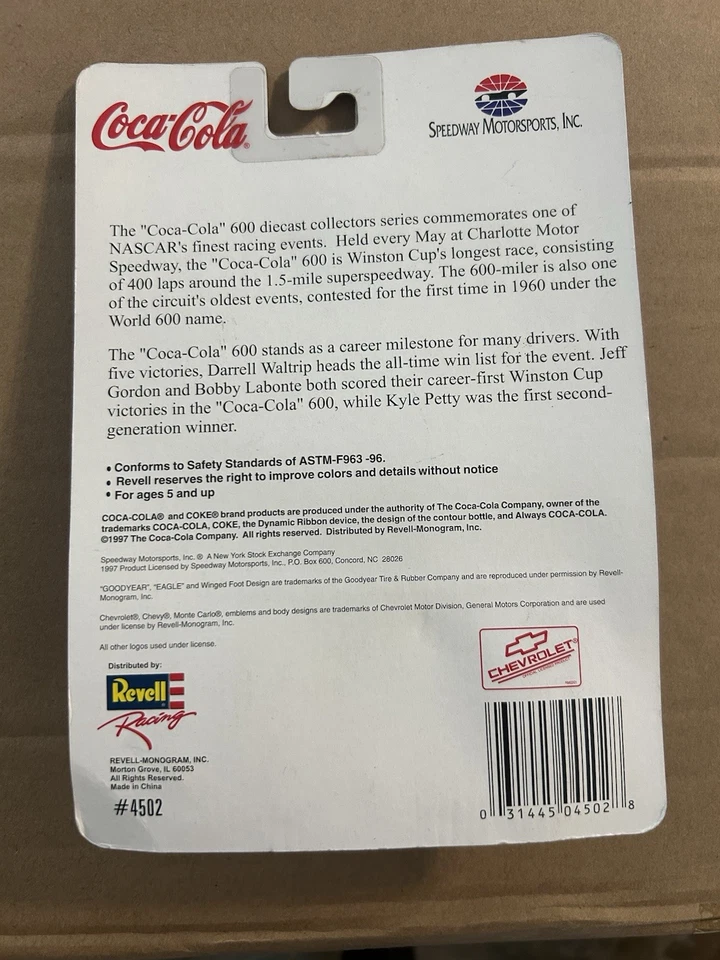 Coca-Cola®
SPEEDWAY MOTORSPORTS, INC.
The "Coca-Cola" 600 diecast collectors series commemorates one of
NASCAR's finest racing events. Held every May at Charlotte Motor
Speedway, the "Coca-Cola" 600 is Winston Cup's longest race, consisting
of 400 laps around the 1.5-mile superspeedway. The 600-miler is also one
of the circuit's oldest events, contested for the first time in 1960 under the
World 600 name.
The "Coca-Cola" 600 stands as a career milestone for many drivers. With
five victories, Darrell Waltrip heads the all-time win list for the event. Jeff
Gordon and Bobby Labonte both scored their career-first Winston Cup
victories in the "Coca-Cola" 600, while Kyle Petty was the first second-
generation winner.
• Conforms to Safety Standards of ASTM-F963 -96.
• Revell reserves the right to improve colors and details without notice
• For ages 5 and up
COCA-COLA® and COKE® brand products are produced under the authority of The Coca-Cola Company, owner of the
trademarks COCA-COLA, COKE, the Dynamic Ribbon device, the design of the contour bottle, and Always COCA-COLA.
©1997 The Coca-Cola Company. All rights reserved. Distributed by Revell-Monogram, Inc.
Speedway Motorsports, Inc. ® A New York Stock Exchange Company
1997 Product Licensed by Speedway Motorsports, Inc., P.O. Box 600, Concord, NC 28026
"GOODYEAR", "EAGLE" and Winged Foot Design are trademarks of the Goodyear Tire & Rubber Company and are reproduced under permission by Revell-
Monogram, Inc.
Chevrolet®, Chevy®, Monte Carlo®, emblems and body designs are trademarks of Chevrolet Motor Division, General Motors Corporation and are used
under license by Revell-Monogram, Inc.
All other logos used under license.
CHEVROLET®
OFFICIAL LICENSED PRODUCT
Distributed by:
Revell
Racing
REVELL-MONOGRAM, INC.
Morton Grove, IL 60053
All Rights Reserved.
Made in China
#4502
0 31445 04502 8